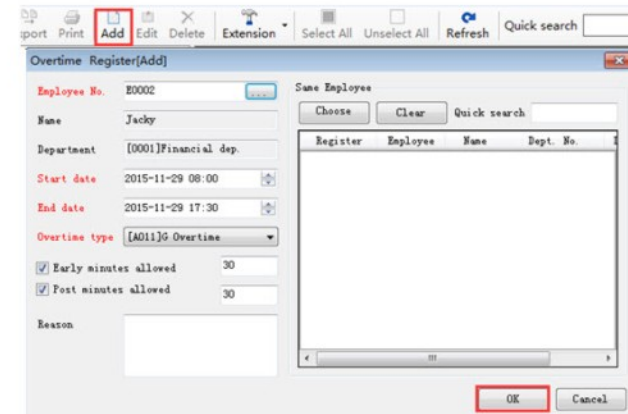 port Print Add Edit Delete Extension Select All Unselect All Refresh Quick search
Overtime Register[Add]
Employee No. E0002 ...
Name Jacky
Department [0001]Financial dep.
Start date 2015-11-29 08:00
End date 2015-11-29 17:30
Overtime type [A011]G Overtime
Early minutes allowed 30
Post minutes allowed 30
Reason
Same Employee
Choose Clear Quick search
Register Employee Name Dept. No.
OK Cancel